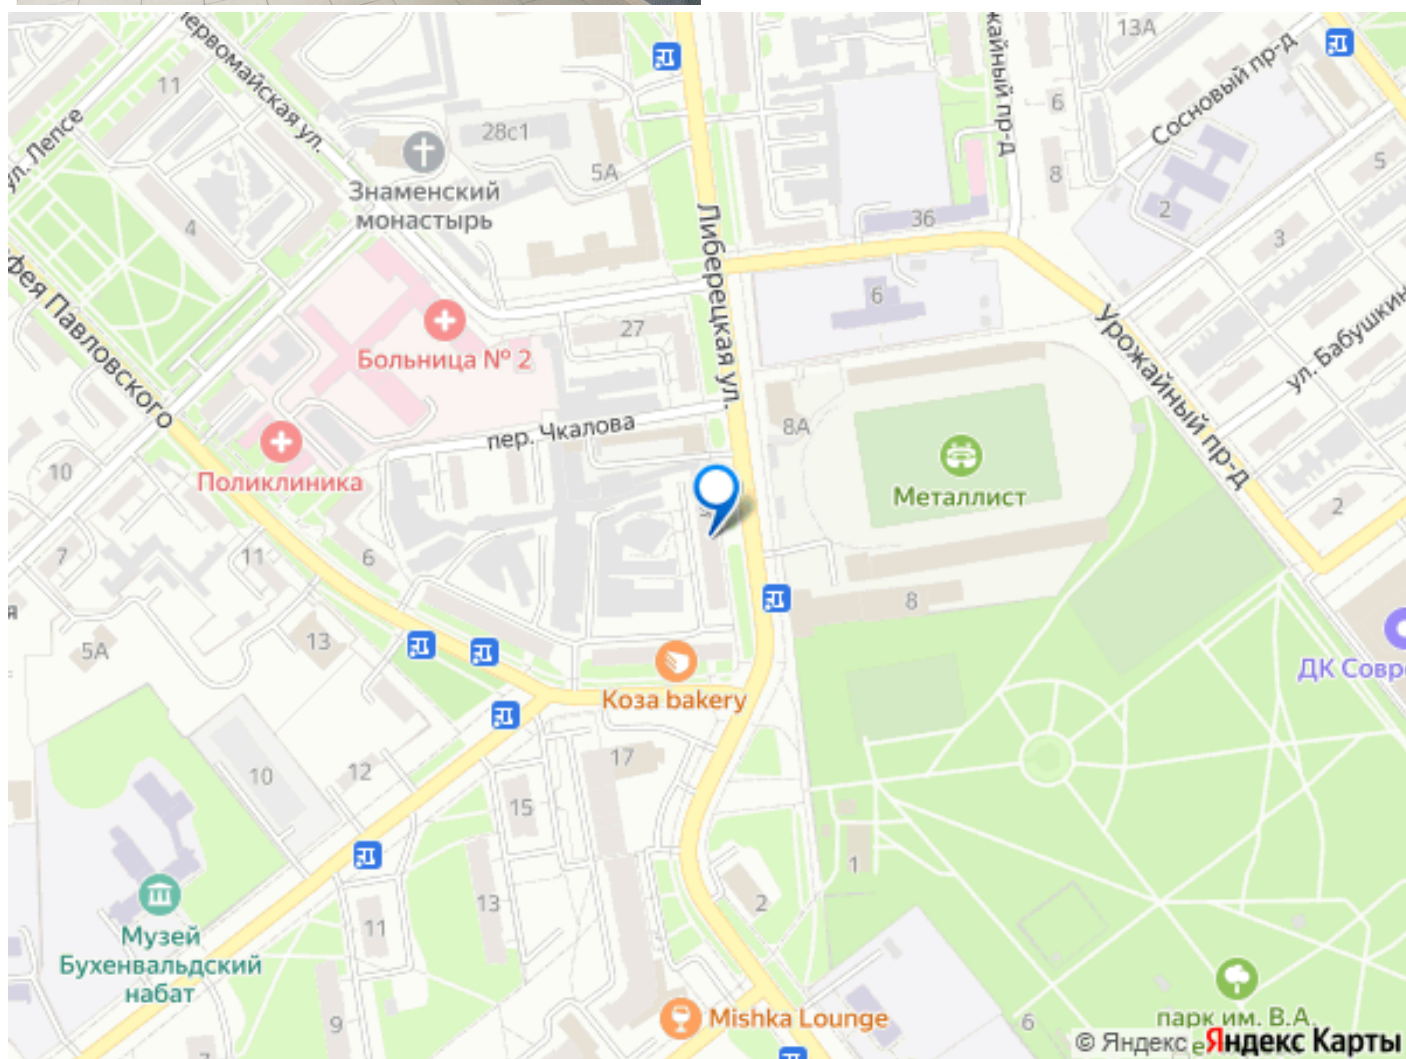 Первомайская ул.
ул. Лепсе
11
28с1
5А
Знаменский
монастырь
4
13А
Сосновый пр-д
6
8
5
2
3
36
Либерецкая ул.
6
27
Больница № 2
Урожайный пр-д
ул. Бабушкин
Павловского
пер. Чкалова
8А
Металлист
10
Поликлиника
2
7
11
6
8
5А
13
Коза bakery
ДК Совр
10
12
17
15
1
2
13
11
Музей
Бухенвальдский
набат
9
7
Mishka Lounge
6
парк им. В.А.
© Яндекс Яндекс Карты